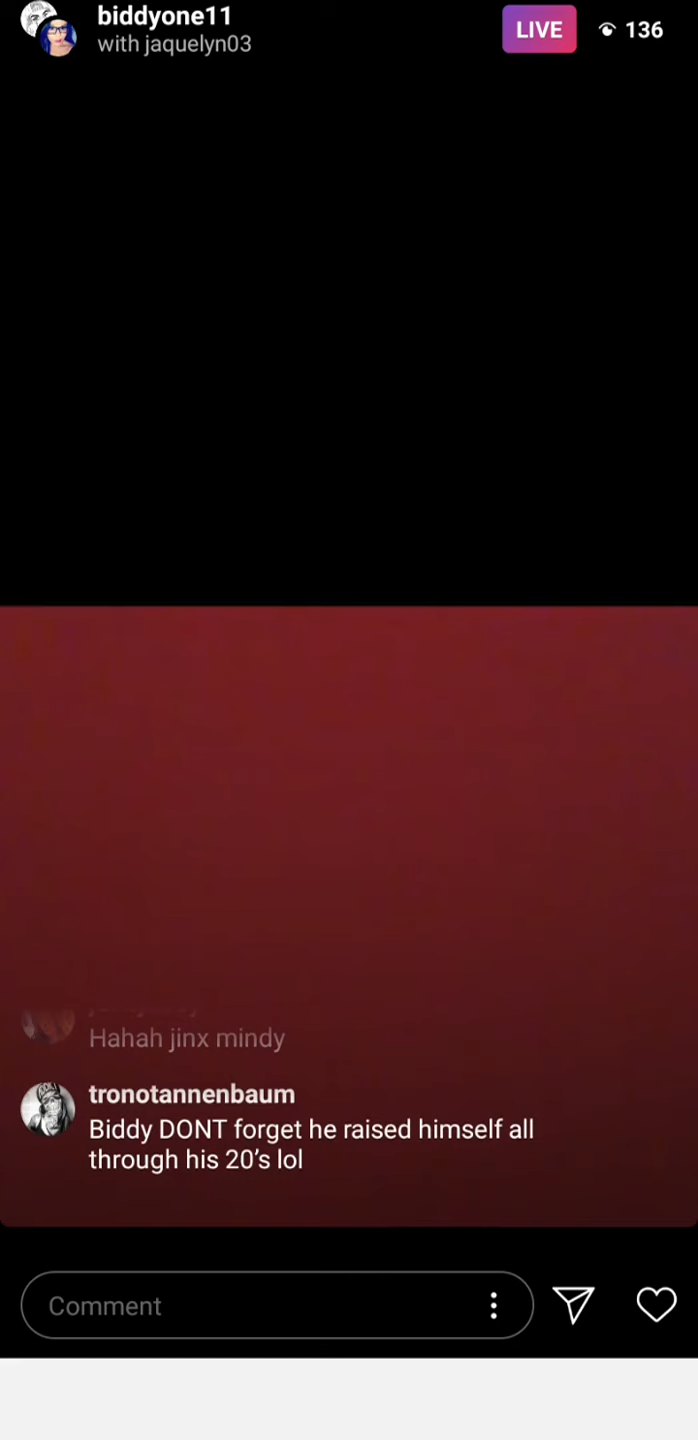 biddyone11
with jaquelyn03
LIVE
136
Hahah jinx mindy
tronotannenbaum
Biddy DONT forget he raised himself all
through his 20’s lol
Comment